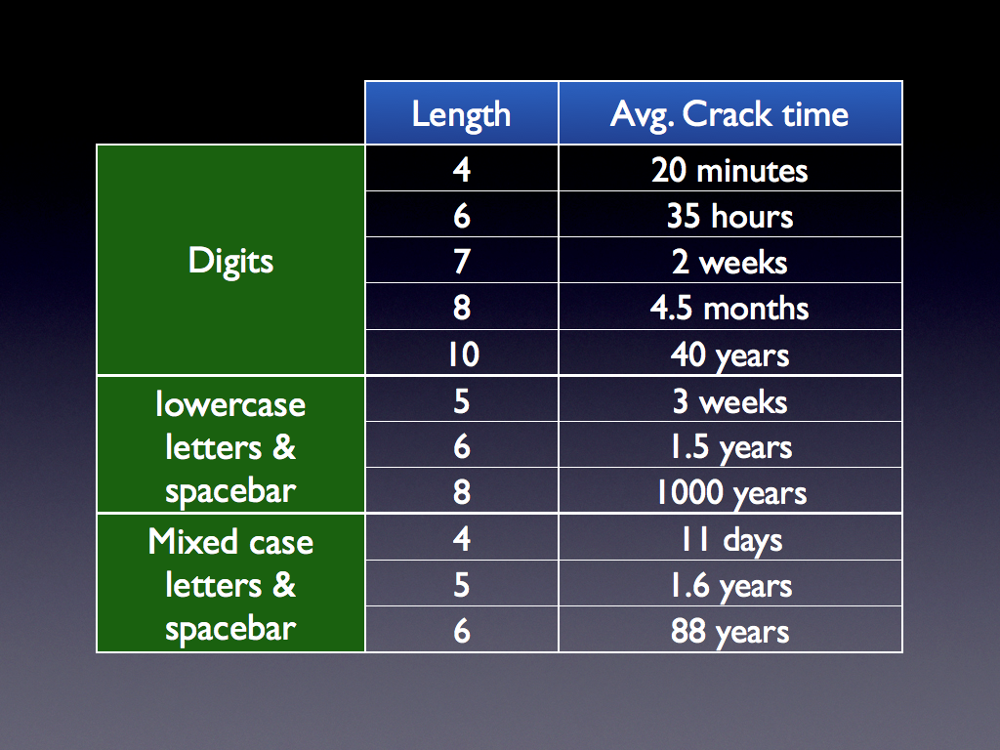 Length Avg. Crack time
Digits
4 20 minutes
6 35 hours
7 2 weeks
8 4.5 months
10 40 years
lowercase
letters &
spacebar
5 3 weeks
6 1.5 years
8 1000 years
Mixed case
letters &
spacebar
4 11 days
5 1.6 years
6 88 years